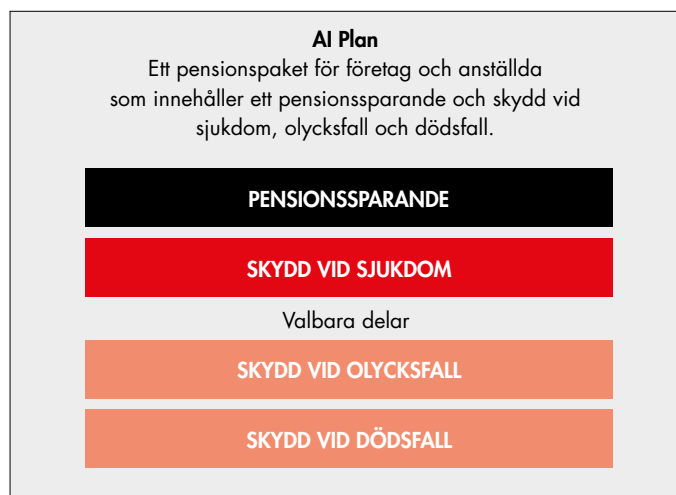 AI Plan
Ett pensionspaket för företag och anställda
som innehåller ett pensionssparande och skydd vid
sjukdom, olycksfall och dödsfall.
PENSIONSSPARANDE
SKYDD VID SJUKDOM
Valbara delar
SKYDD VID OLYCKSFALL
SKYDD VID DÖDSFALL